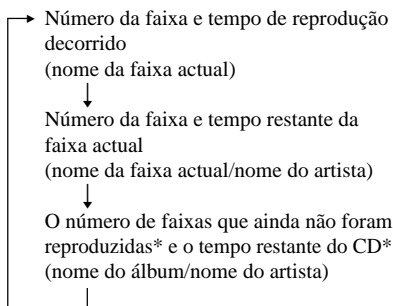 Número da faixa e tempo de reprodução
decorrido
(nome da faixa actual)
Número da faixa e tempo restante da
faixa actual
(nome da faixa actual/nome do artista)
O número de faixas que ainda não foram
reproduzidas* e o tempo restante do CD*
(nome do álbum/nome do artista)